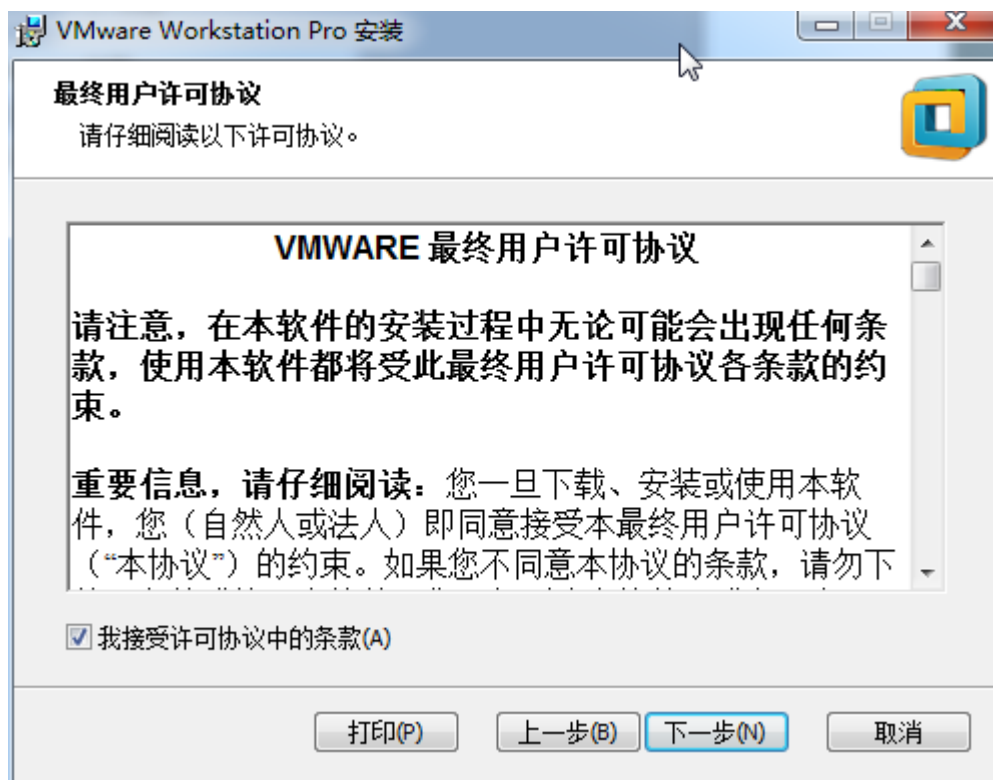 VMware Workstation Pro 安装
最终用户许可协议
请仔细阅读以下许可协议。
VMWARE 最终用户许可协议
请注意，在本软件的安装过程中无论可能会出现任何条
款，使用本软件都将受此最终用户许可协议各条款的约
束。
重要信息，请仔细阅读：您一旦下载、安装或使用本软
件，您（自然人或法人）即同意接受本最终用户许可协议
（“本协议”）的约束。如果您不同意本协议的条款，请勿下
我接受许可协议中的条款(A)
打印(P) 上一步(B) 下一步(N) 取消